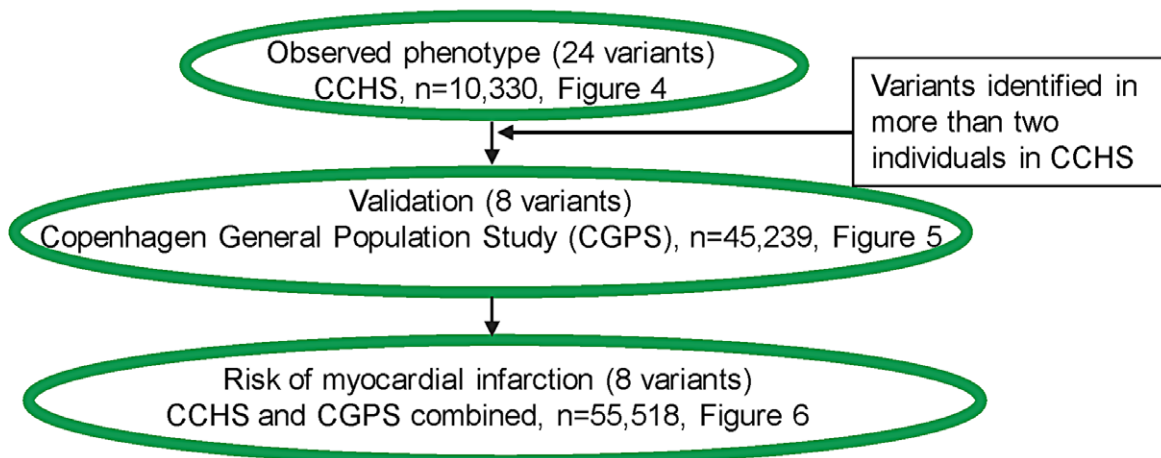 Observed phenotype (24 variants)
CCHS, n=10,330, Figure 4
Variants identified in
more than two
individuals in CCHS
Validation (8 variants)
Copenhagen General Population Study (CGPS), n=45,239, Figure 5
Risk of myocardial infarction (8 variants)
CCHS and CGPS combined, n=55,518, Figure 6